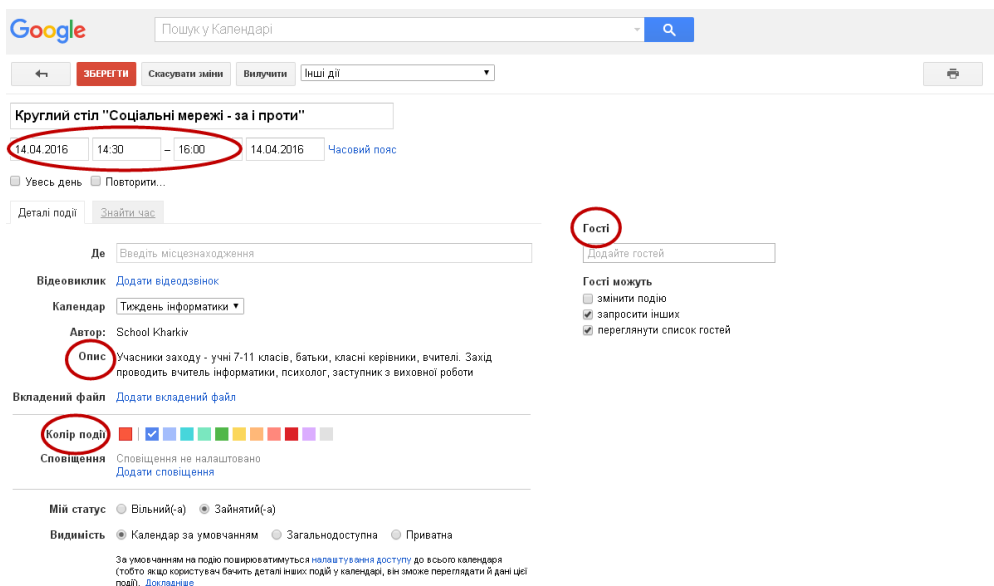 Google
Пошук у Календарі
ЗБЕРЕГТИ Скасувати зміни Вилучити Інші дії
Круглий стіл "Соціальні мережі - за і проти"
14.04.2016 14:30 – 16:00 14.04.2016 Часовий пояс
Увесь день Повторити...
Деталі події Знайти час
Гості
Додайте гостей
Гості можуть
змінити подію
запросити інших
переглянути список гостей
Де Введіть місцезнаходження
Відеовиклик Додати відеодзвінок
Календар Тиждень інформатики
Автор: School Kharkiv
Опис Учасники заходу - учні 7-11 класів, батьки, класні керівники, вчителі. Захід
проводить вчитель інформатики, психолог, заступник з виховної роботи
Вкладений файл Додати вкладений файл
Колір події
Сповіщення Сповіщення не налаштовано
Додати сповіщення
Мій статус Вільний(-а) Зайнятий(-а)
Видимість Календар за умовчанням Загальнодоступна Приватна
За умовчанням на подію поширюватимуться налаштування доступу до всього календаря
(тобто якщо користувач бачить деталі інших подій у календарі, він зможе переглядати й дані цієї
події). Докладніше